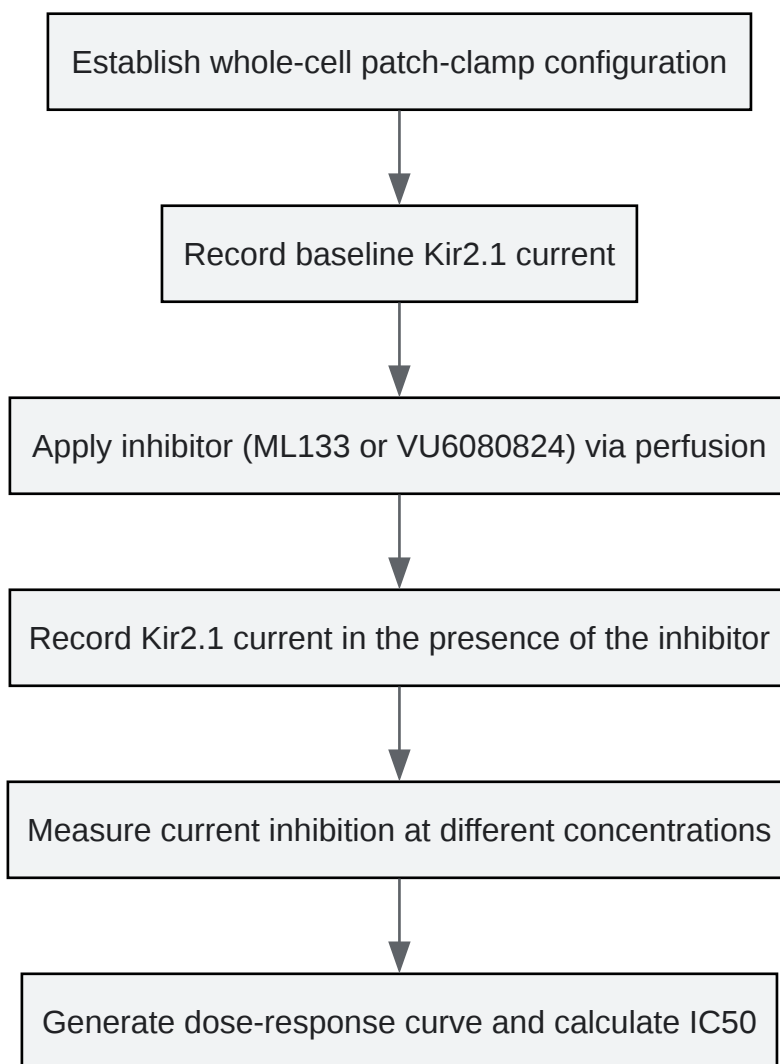 Establish whole-cell patch-clamp configuration
Record baseline Kir2.1 current
Apply inhibitor (ML133 or VU6080824) via perfusion
Record Kir2.1 current in the presence of the inhibitor
Measure current inhibition at different concentrations
Generate dose-response curve and calculate IC50